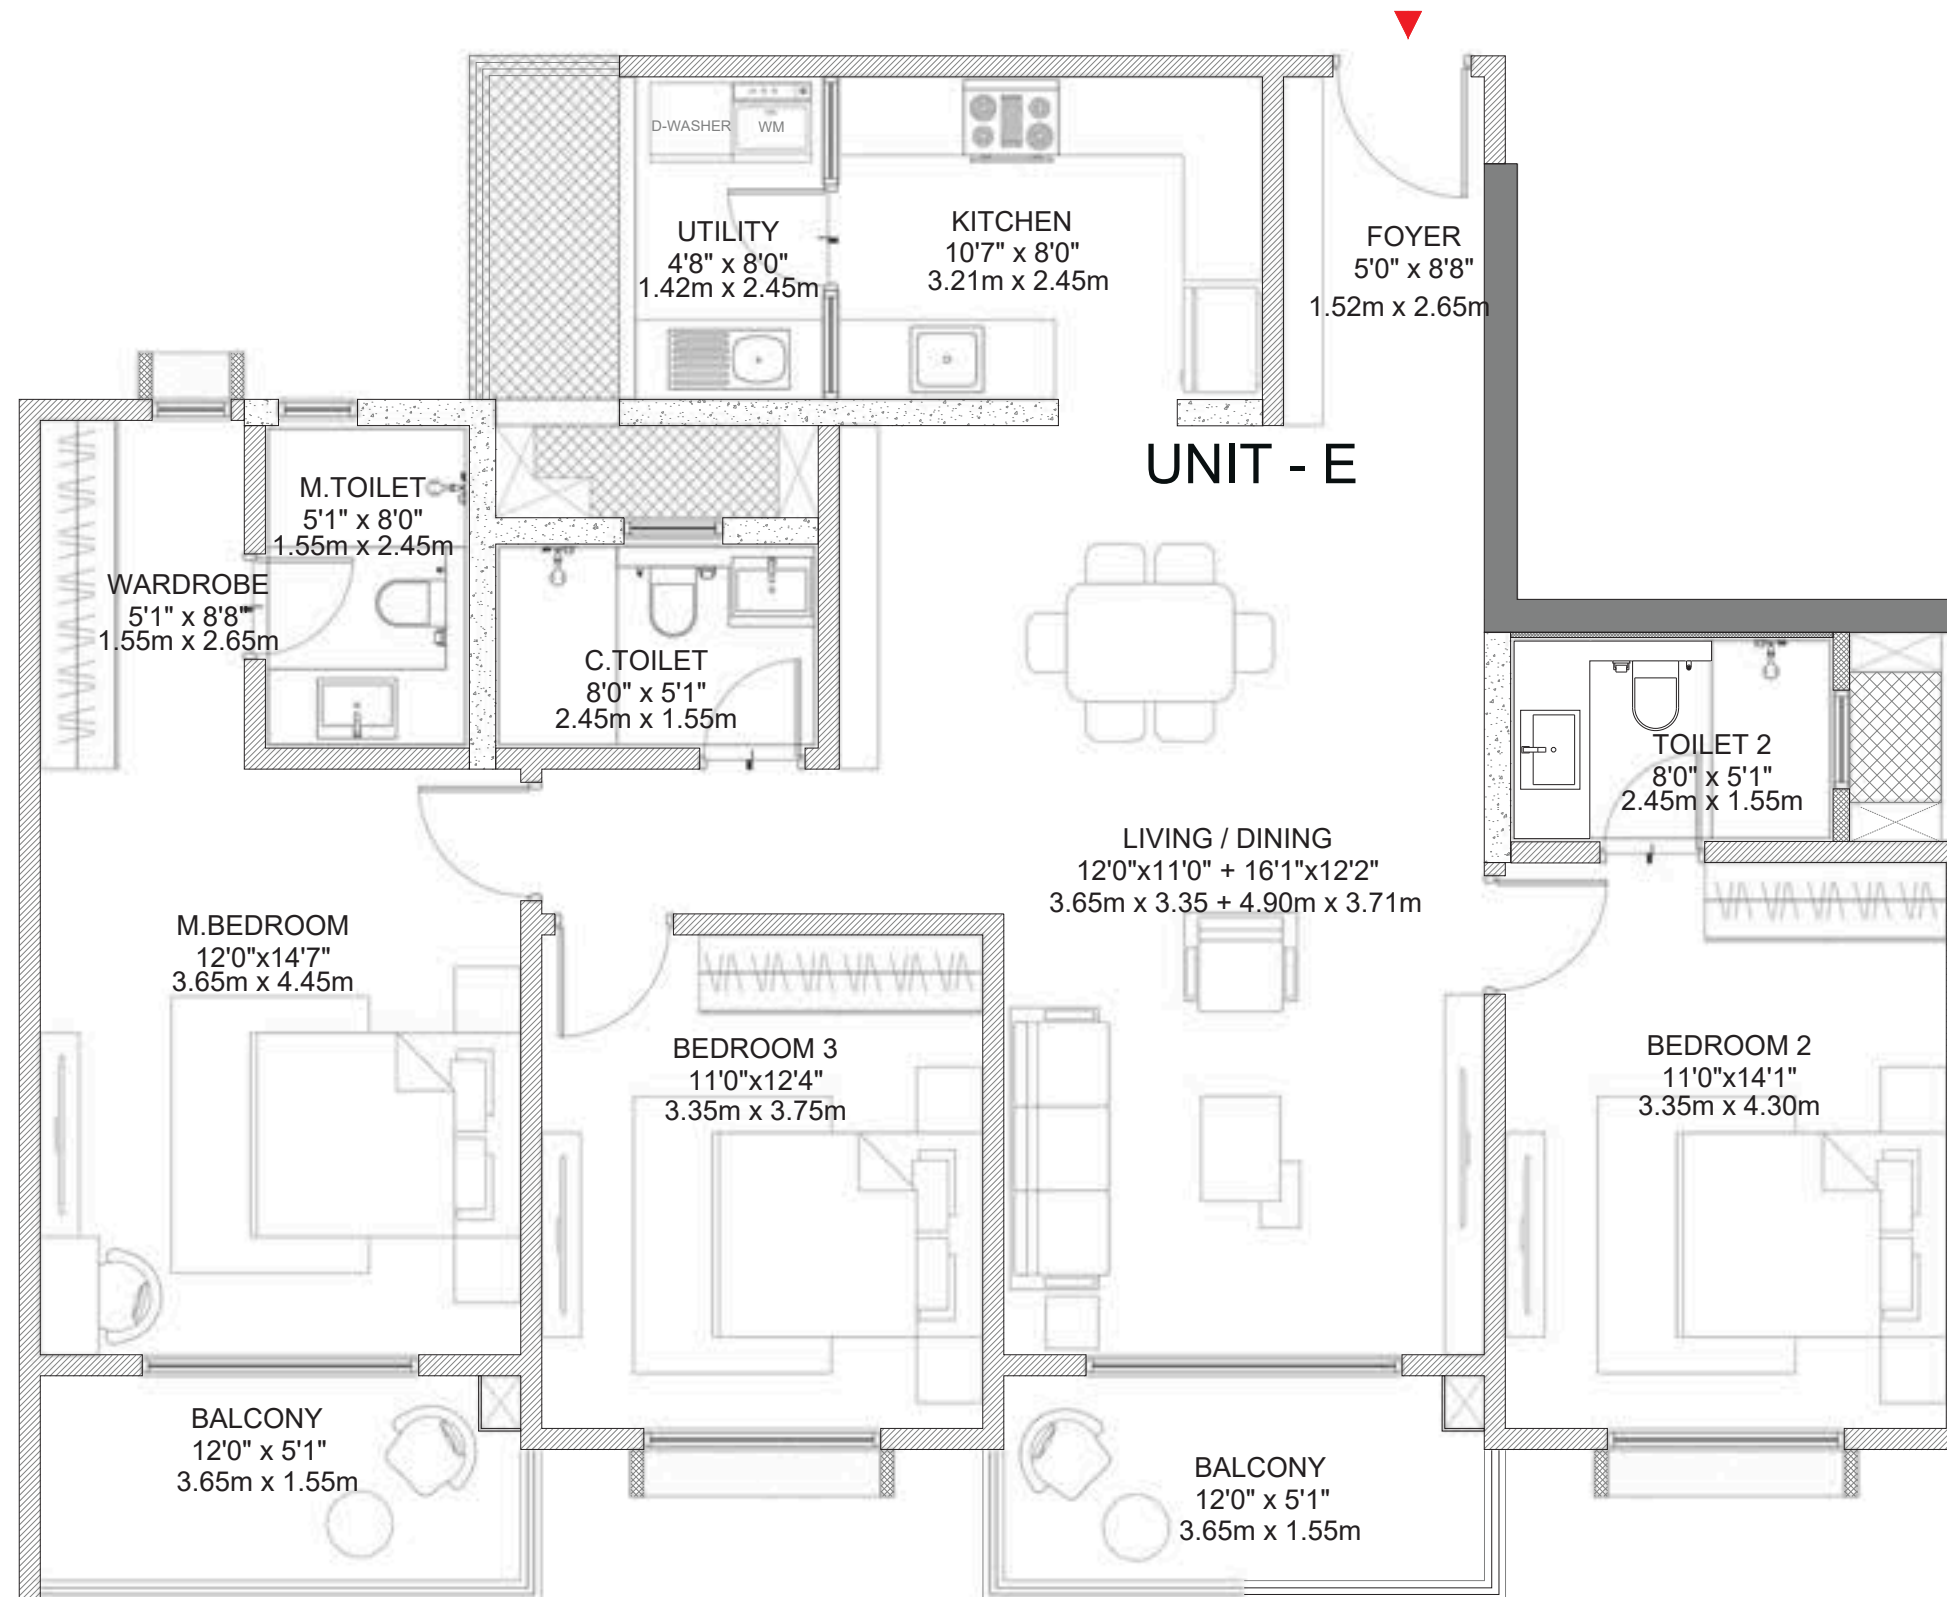 D-WASHER
WM
UTILITY
4'8" x 8'0"
1.42m x 2.45m
KITCHEN
10'7" x 8'0"
3.21m x 2.45m
FOYER
5'0" x 8'8"
1.52m x 2.65m
UNIT - E
M.TOILET
5'1" x 8'0"
1.55m x 2.45m
WARDROBE
5'1" x 8'8"
1.55m x 2.65m
C.TOILET
8'0" x 5'1"
2.45m x 1.55m
TOILET 2
8'0" x 5'1"
2.45m x 1.55m
LIVING / DINING
12'0"x11'0" + 16'1"x12'2"
3.65m x 3.35 + 4.90m x 3.71m
M.BEDROOM
12'0"x14'7"
3.65m x 4.45m
BEDROOM 3
11'0"x12'4"
3.35m x 3.75m
BEDROOM 2
11'0"x14'1"
3.35m x 4.30m
BALCONY
12'0" x 5'1"
3.65m x 1.55m
BALCONY
12'0" x 5'1"
3.65m x 1.55m